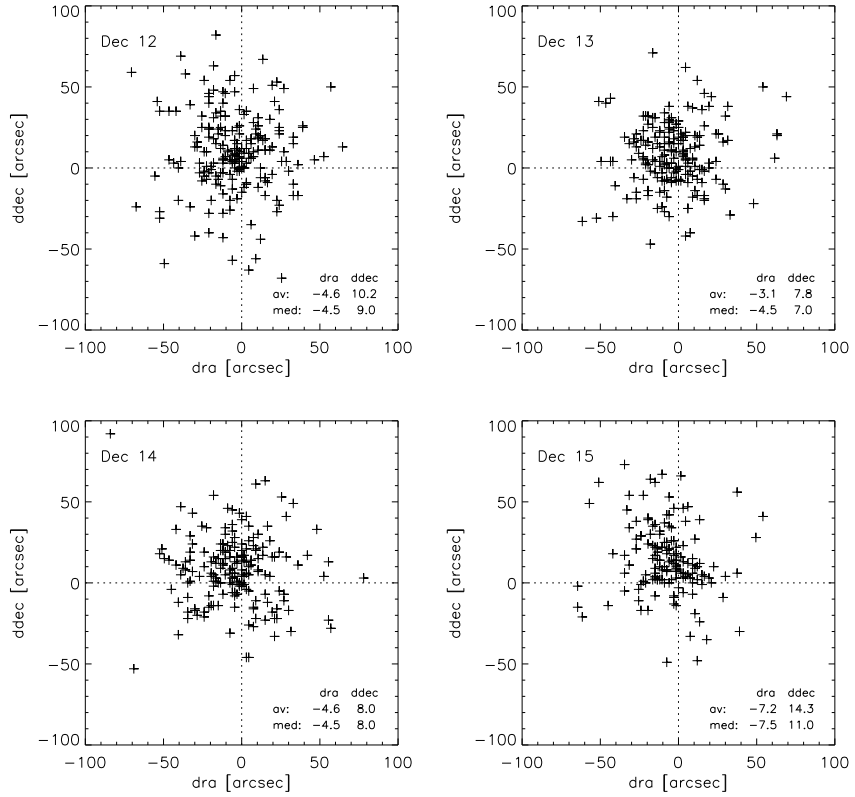 100
Dec 12
50
0
−50
−100
ddec [arcsec]
dra ddec
av: −4.6 10.2
med: −4.5 9.0
−100 −50 0 50 100
dra [arcsec]
100
Dec 13
50
0
−50
−100
ddec [arcsec]
dra ddec
av: −3.1 7.8
med: −4.5 7.0
−100 −50 0 50 100
dra [arcsec]
100
Dec 14
50
0
−50
−100
ddec [arcsec]
dra ddec
av: −4.6 8.0
med: −4.5 8.0
−100 −50 0 50 100
dra [arcsec]
100
Dec 15
50
0
−50
−100
ddec [arcsec]
dra ddec
av: −7.2 14.3
med: −7.5 11.0
−100 −50 0 50 100
dra [arcsec]